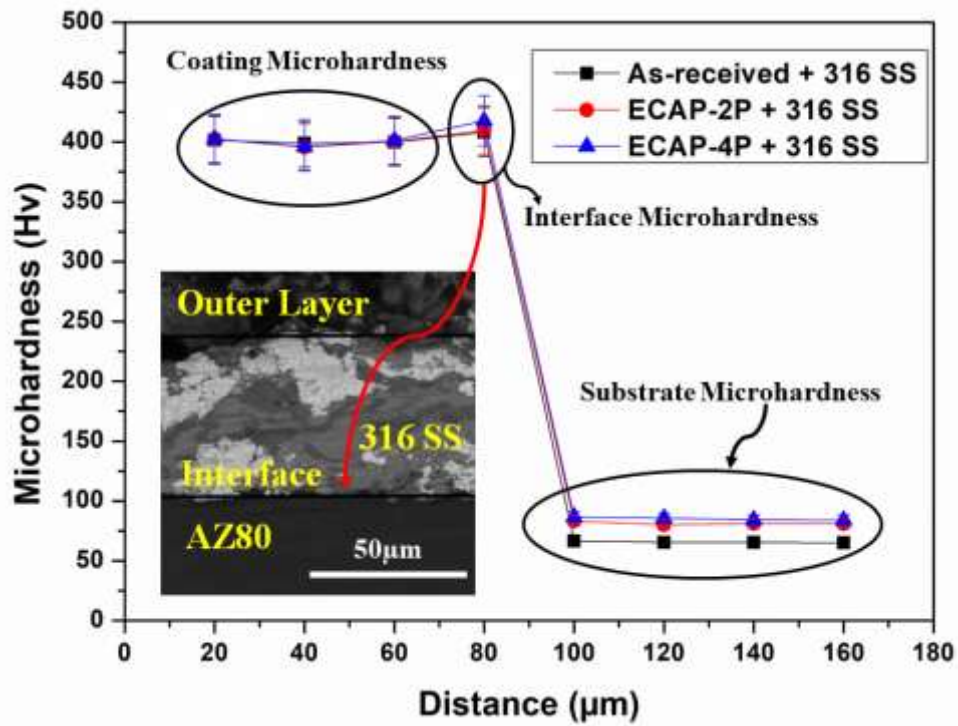 500
450
400
350
300
250
200
150
100
50
0
Microhardness (Hv)
Coating Microhardness
As-received + 316 SS
ECAP-2P + 316 SS
ECAP-4P + 316 SS
Interface Microhardness
Outer Layer
316 SS
Interface
AZ80
50μm
Substrate Microhardness
0 20 40 60 80 100 120 140 160 180
Distance (μm)